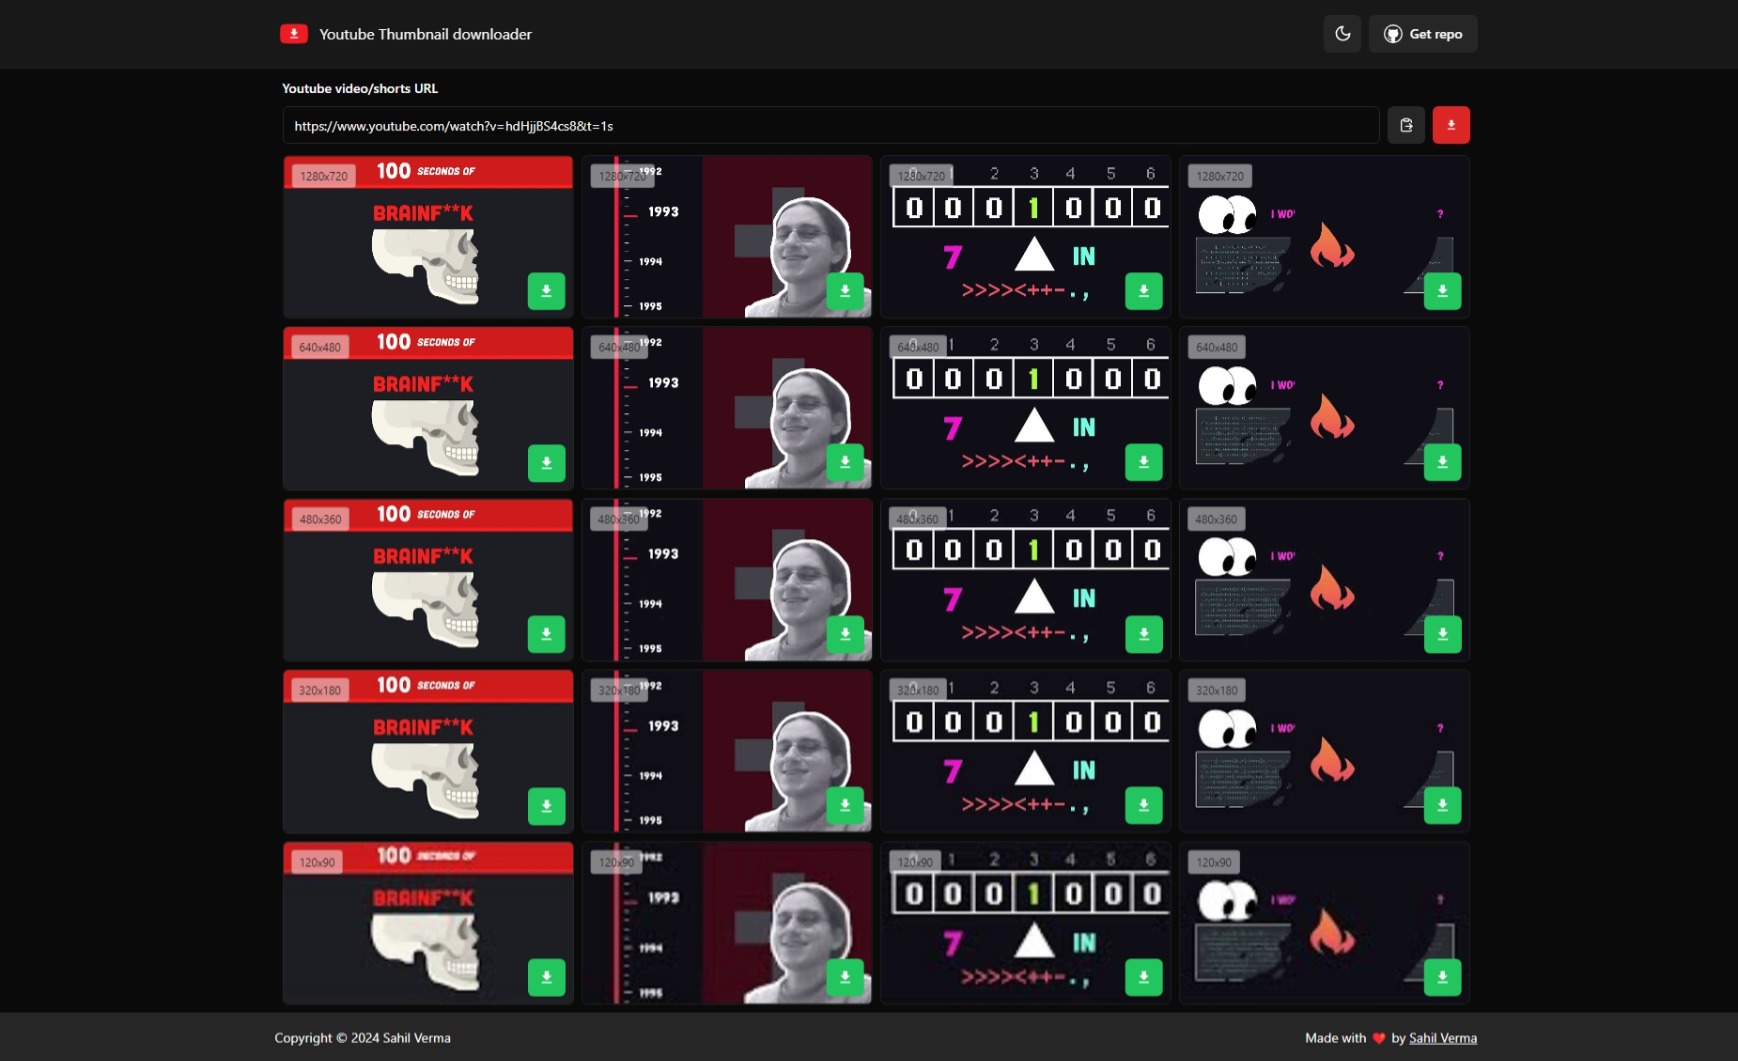 Youtube Thumbnail downloader
Get repo
Youtube video/shorts URL
https://www.youtube.com/watch?v=hdHjjBS4cs8&t=1s
1280x720
100 SECONDS OF
BRAINF**K
1280x720
1992
1993
1994
1995
1280x720
1 2 3 4 5 6
0 0 0 1 0 0 0
7 IN
>>>><++-.,
1280x720
I WO'
?
640x480
100 SECONDS OF
BRAINF**K
640x480
1992
1993
1994
1995
640x480
1 2 3 4 5 6
0 0 0 1 0 0 0
7 IN
>>>><++-.,
640x480
I WO'
?
480x360
100 SECONDS OF
BRAINF**K
480x360
1992
1993
1994
1995
480x360
1 2 3 4 5 6
0 0 0 1 0 0 0
7 IN
>>>><++-.,
480x360
I WO'
?
320x180
100 SECONDS OF
BRAINF**K
320x180
1992
1993
1994
1995
320x180
1 2 3 4 5 6
0 0 0 1 0 0 0
7 IN
>>>><++-.,
320x180
I WO'
?
120x90
100 SECONDS OF
BRAINF**K
120x90
1992
1993
1994
1995
120x90
1 2 3 4 5 6
0 0 0 1 0 0 0
7 IN
>>>><++-.,
120x90
I WO'
?
Copyright © 2024 Sahil Verma
Made with ❤️ by Sahil Verma